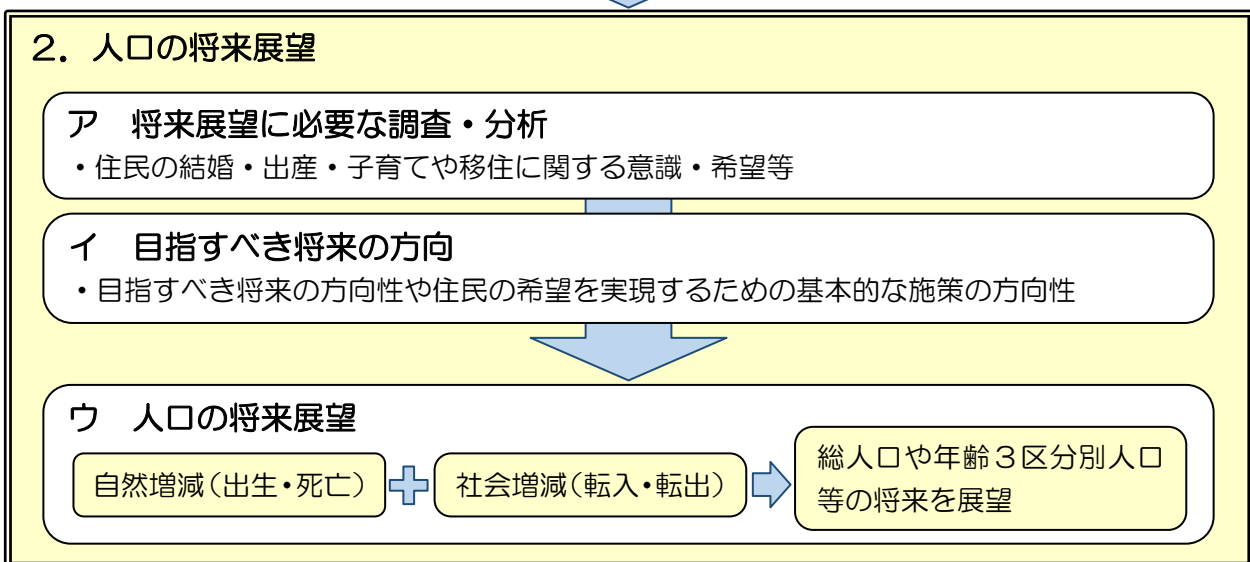 ２．人口の将来展望
ア　将来展望に必要な調査・分析
・住民の結婚・出産・子育てや移住に関する意識・希望等
イ　目指すべき将来の方向
・目指すべき将来の方向性や住民の希望を実現するための基本的な施策の方向性
ウ　人口の将来展望
自然増減（出生・死亡）
社会増減（転入・転出）
総人口や年齢３区分別人口
等の将来を展望